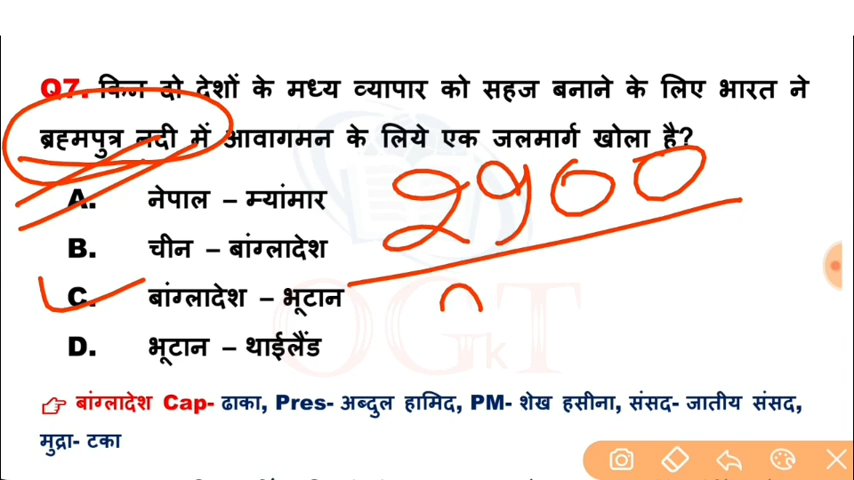 Q7. किन दो देशों के मध्य व्यापार को सहज बनाने के लिए भारत ने
ब्रह्मपुत्र नदी में आवागमन के लिये एक जलमार्ग खोला है?
2900
A. नेपाल – म्यांमार
B. चीन – बांग्लादेश
C. बांग्लादेश – भूटान
D. भूटान – थाईलैंड
OGT
k
बांग्लादेश Cap- ढाका, Pres- अब्दुल हामिद, PM- शेख हसीना, संसद- जातीय संसद,
मुद्रा- टका